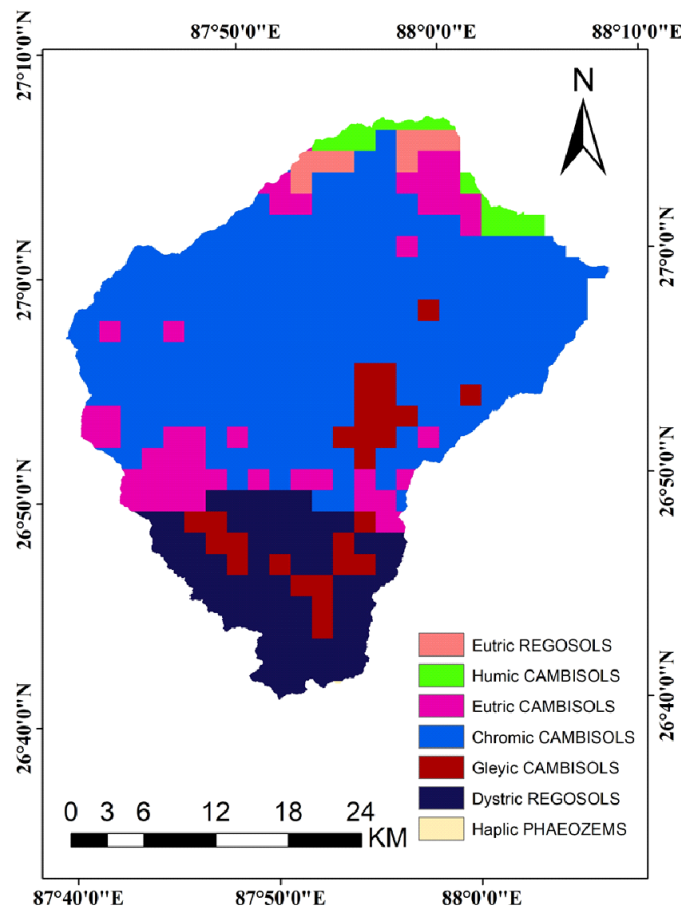 87°50'0"E 88°0'0"E 88°10'0"E
27°10'0"N
N
27°0'0"N
27°0'0"N
26°50'0"N
26°50'0"N
26°40'0"N
26°40'0"N
Eutric REGOSOLS
Humic CAMBISOLS
Eutric CAMBISOLS
Chromic CAMBISOLS
Gleyic CAMBISOLS
Dystric REGOSOLS
Haplic PHAEOZEMS
0 3 6 12 18 24
KM
87°40'0"E 87°50'0"E 88°0'0"E